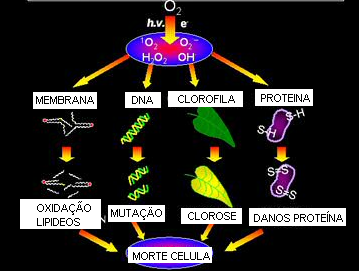 O2
h.v. e-
1O2 O2-
H2O2 OH
MEMBRANA DNA CLOROFILA PROTEINA
S-H
S-H
S=S
S=S
OXIDAÇÃO
LIPIDEOS
MUTAÇÃO CLOROSE DANOS PROTEÍNA
MORTE CELULA